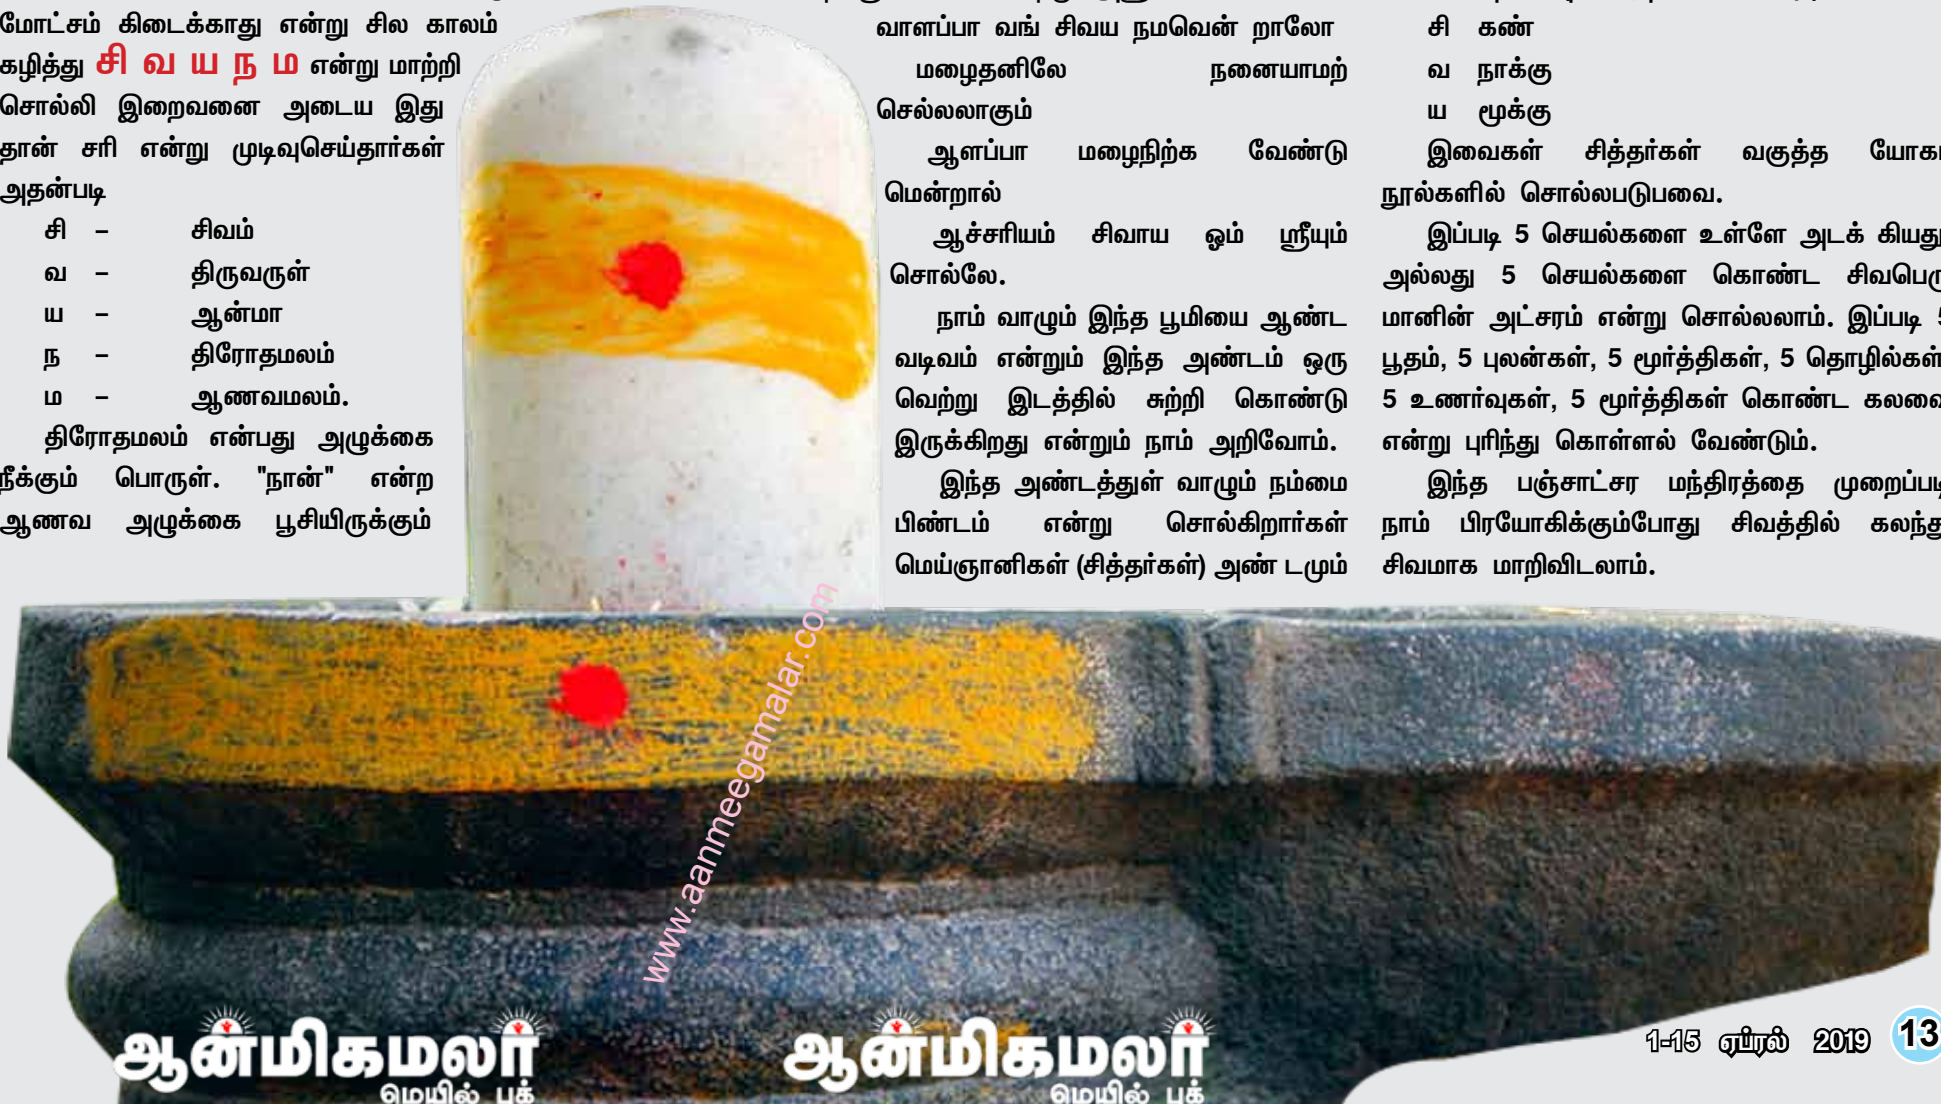 மோட்சம் கிடைக்காது என்று சில காலம்
கழித்து சி வ ய ந ம என்று மாற்றி
சொல்லி இறைவனை அடைய இது
தான் சரி என்று முடிவுசெய்தார்கள்
அதன்படி
சி – சிவம்
வ – திருவருள்
ய – ஆன்மா
ந – திரோதமலம்
ம – ஆணவமலம்.
திரோதமலம் என்பது அழுக்கை
நீக்கும் பொருள். "நான்" என்ற
ஆணவ அழுக்கை பூசியிருக்கும்
வாளப்பா வங் சிவய நமவென் றாலோ
மழைதனிலே நனையாமற்
செல்லலாகும்
ஆளப்பா மழைநிற்க வேண்டு
மென்றால்
ஆச்சரியம் சிவாய ஓம் ஸ்ரீயும்
சொல்லே.
நாம் வாழும் இந்த பூமியை ஆண்ட
வடிவம் என்றும் இந்த அண்டம் ஒரு
வெற்று இடத்தில் சுற்றி கொண்டு
இருக்கிறது என்றும் நாம் அறிவோம்.
இந்த அண்டத்துள் வாழும் நம்மை
பிண்டம் என்று சொல்கிறார்கள்
மெய்ஞானிகள் (சித்தர்கள்) அண் டமும்
சி கண்
வ நாக்கு
ய மூக்கு
இவைகள் சித்தர்கள் வகுத்த யோக
நூல்களில் சொல்லபடுபவை.
இப்படி 5 செயல்களை உள்ளே அடக் கியது
அல்லது 5 செயல்களை கொண்ட சிவபெரு
மானின் அட்சரம் என்று சொல்லலாம். இப்படி 5
பூதம், 5 புலன்கள், 5 மூர்த்திகள், 5 தொழில்கள்
5 உணர்வுகள், 5 மூர்த்திகள் கொண்ட கலவை
என்று புரிந்து கொள்ளல் வேண்டும்.
இந்த பஞ்சாட்சர மந்திரத்தை முறைப்படி
நாம் பிரயோகிக்கும்போது சிவத்தில் கலந்து
சிவமாக மாறிவிடலாம்.
www.aanmeegamalar.com
ஆன்மிகமலர்
மெயில் புக்
ஆன்மிகமலர்
மெயில் புக்
1-15 ஏப்ரல் 2019 13